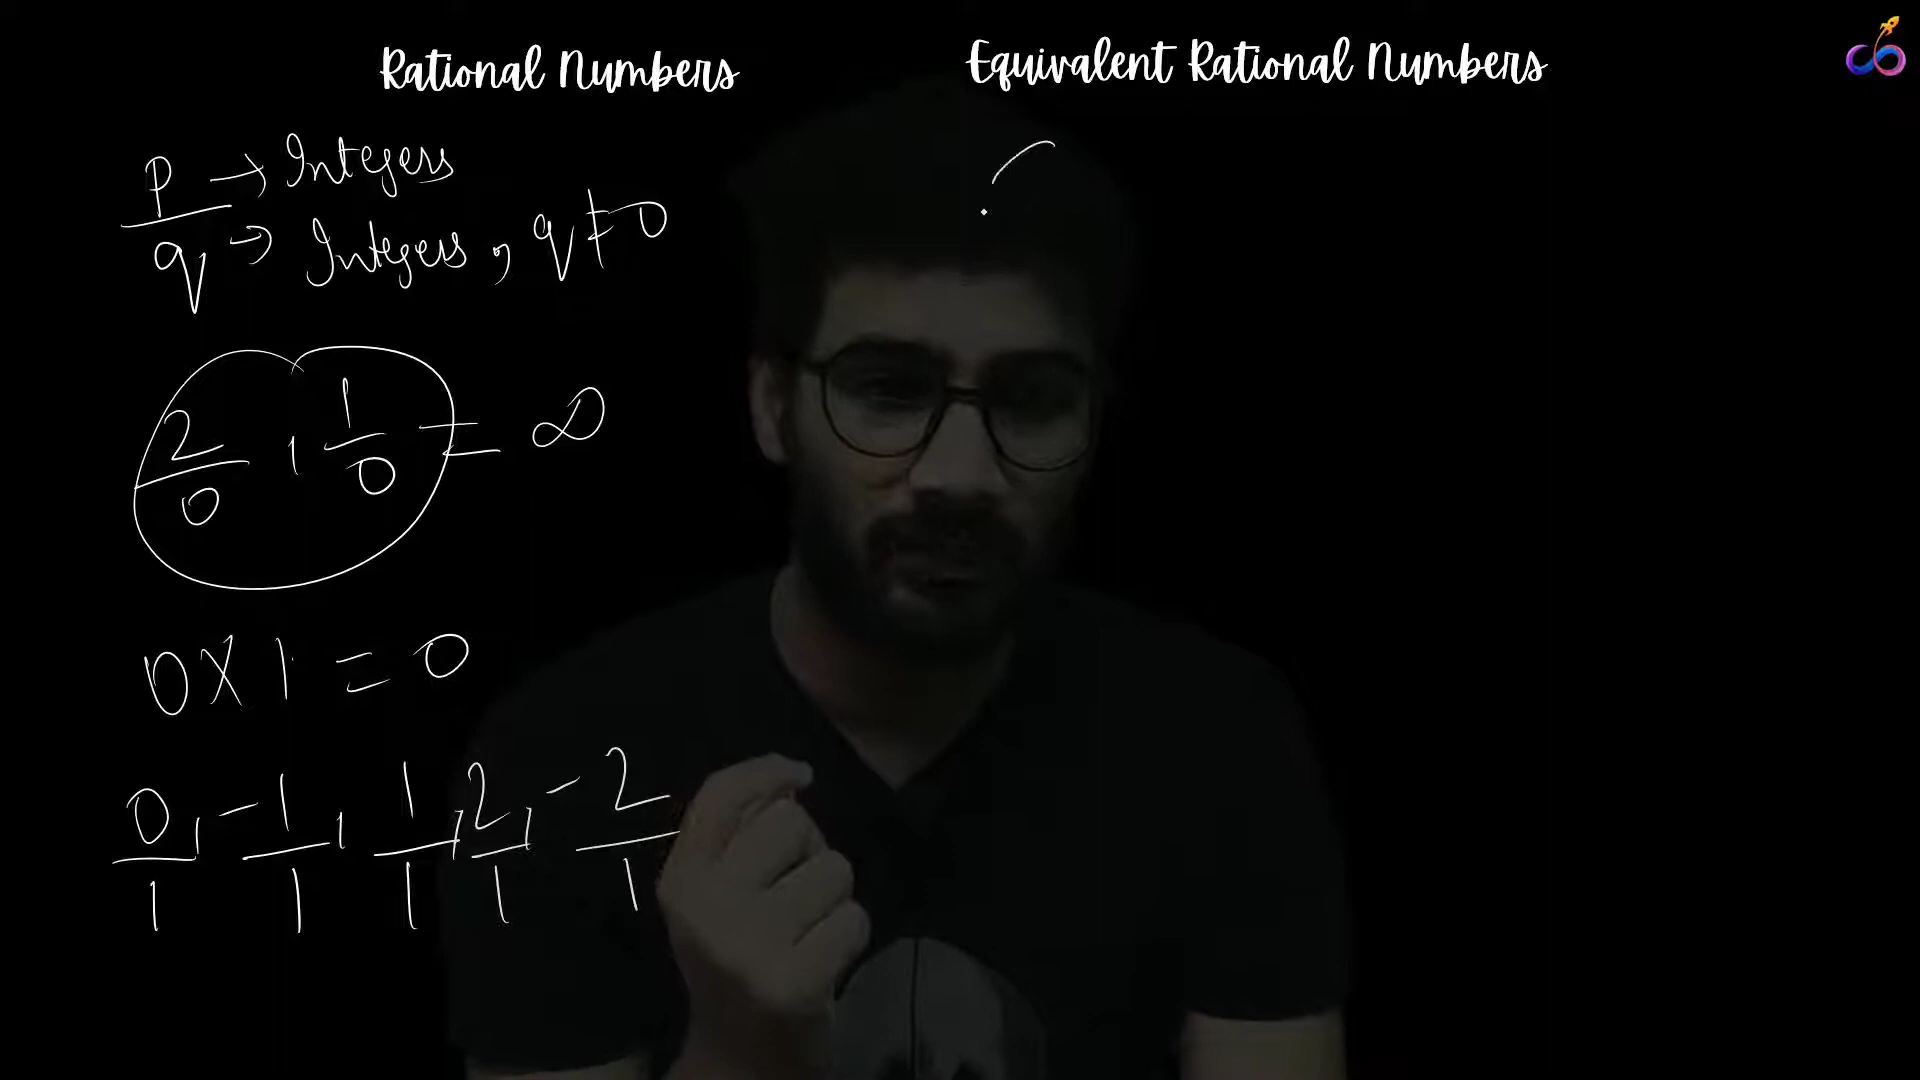 Rational Numbers
Equivalent Rational Numbers
p → Integers
q → Integers, q ≠ 0
2/0, 1/0 = ∞
0 X 1 = 0
0/1, -1/1, 1/1, 2/1, -2/1